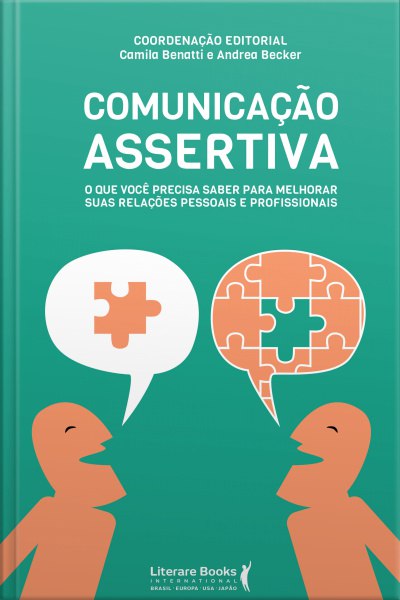 COORDENAÇÃO EDITORIAL
Camila Benatti e Andrea Becker
COMUNICAÇÃO
ASSERTIVA
O QUE VOCÊ PRECISA SABER PARA MELHORAR
SUAS RELAÇÕES PESSOAIS E PROFISSIONAIS
Literare Books
INTERNATIONAL
BRASIL · EUROPA · USA · JAPÃO